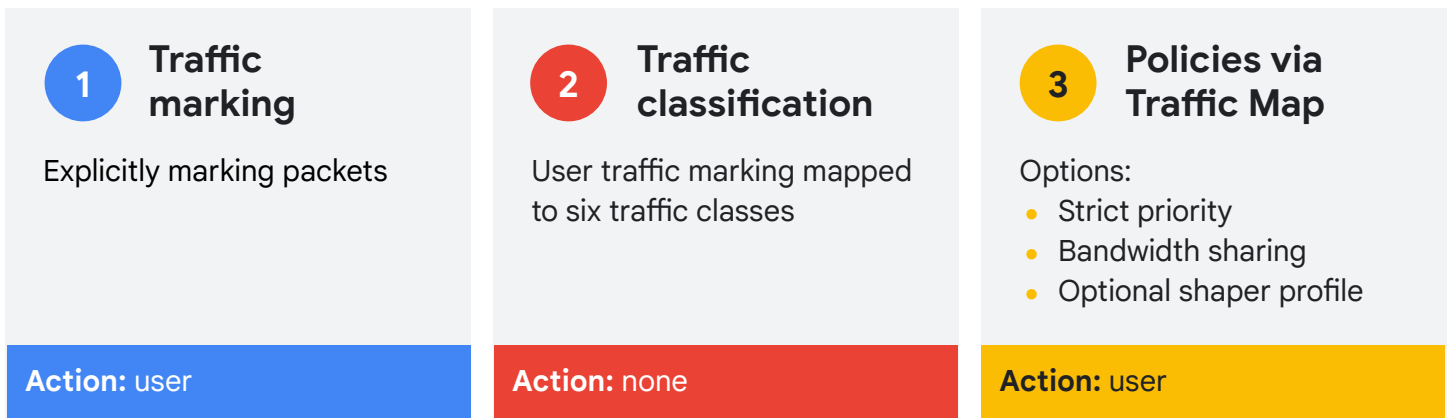 1
Traffic
marking
Explicitly marking packets
Action: user
2
Traffic
classification
User traffic marking mapped
to six traffic classes
Action: none
3
Policies via
Traffic Map
Options:
• Strict priority
• Bandwidth sharing
• Optional shaper profile
Action: user